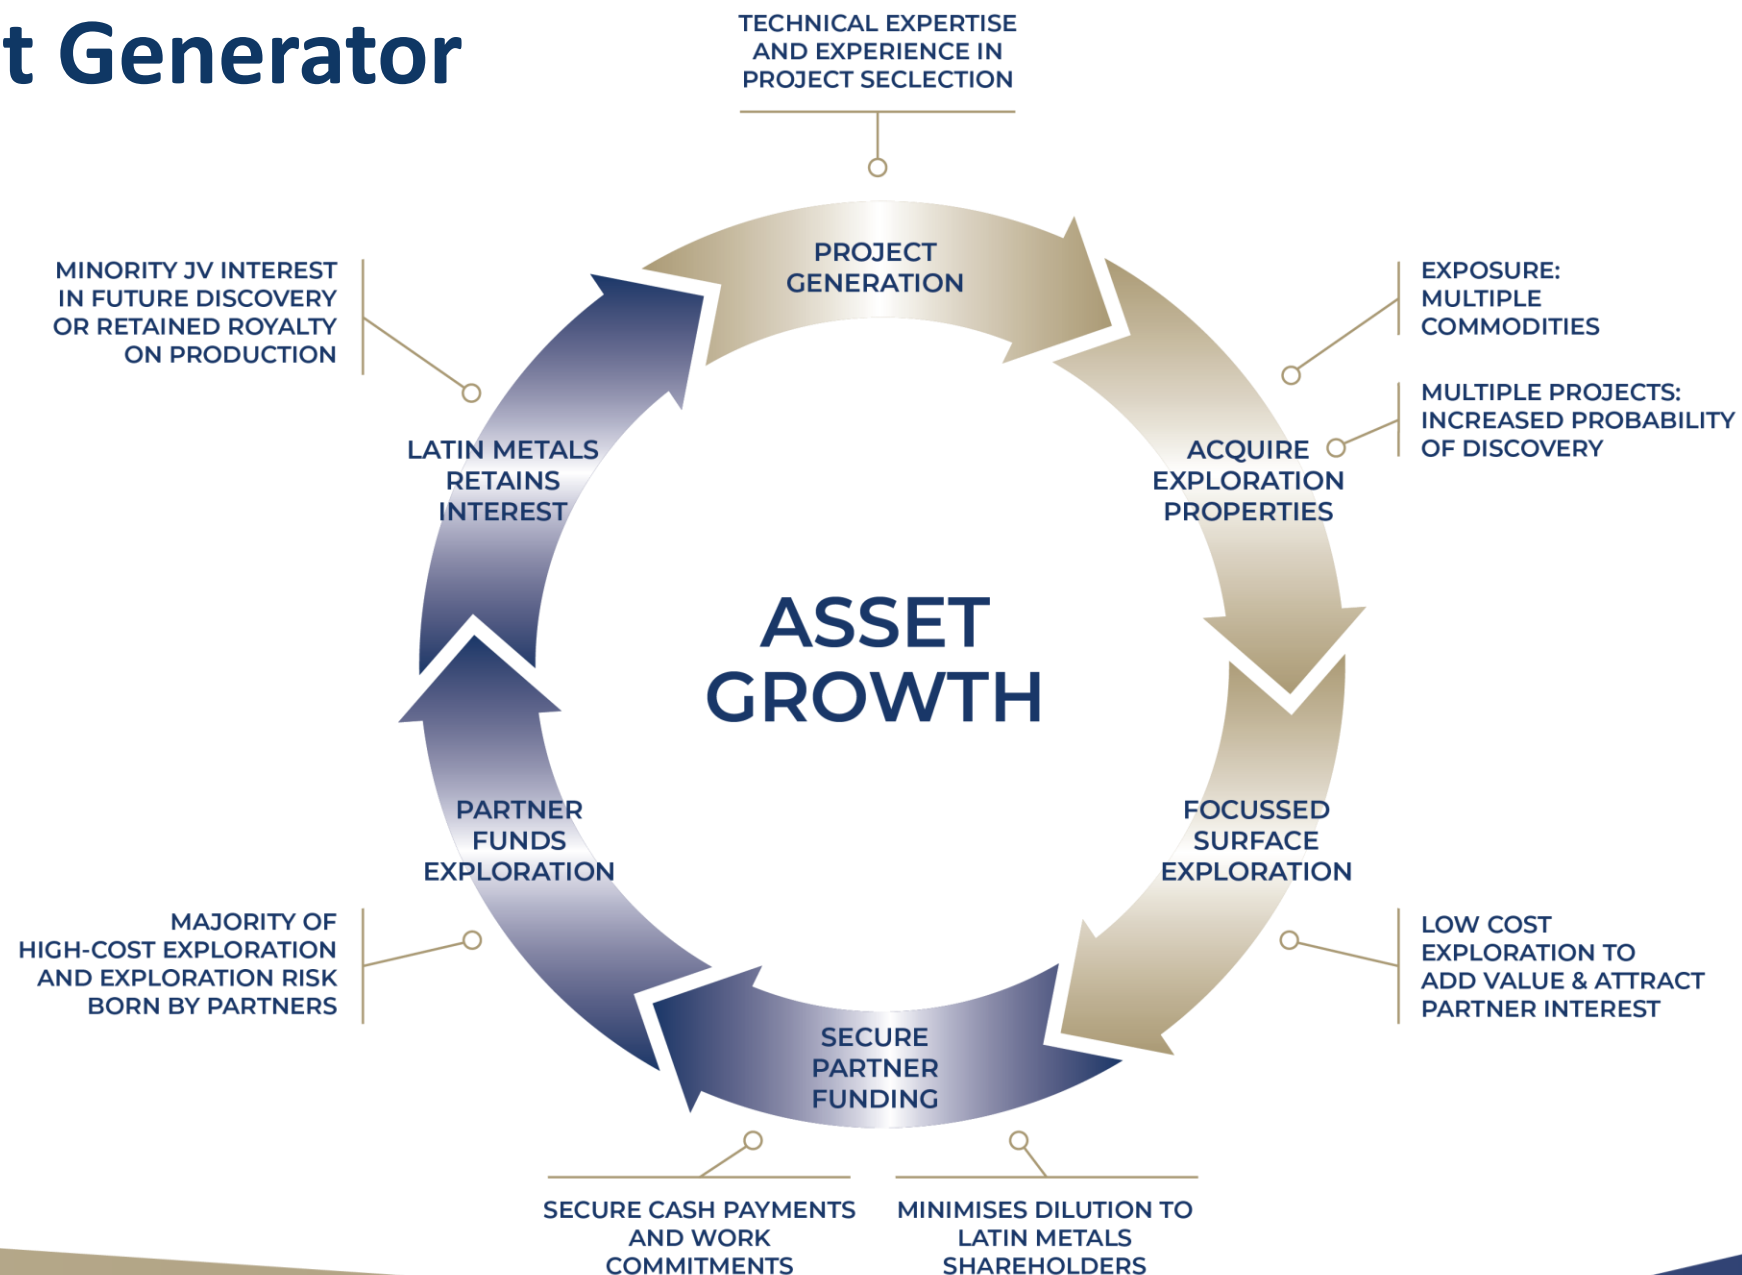 t Generator
TECHNICAL EXPERTISE
AND EXPERIENCE IN
PROJECT SECLECTION
PROJECT
GENERATION
EXPOSURE:
MULTIPLE
COMMODITIES
MULTIPLE PROJECTS:
INCREASED PROBABILITY
OF DISCOVERY
ACQUIRE
EXPLORATION
PROPERTIES
FOCUSSED
SURFACE
EXPLORATION
LOW COST
EXPLORATION TO
ADD VALUE & ATTRACT
PARTNER INTEREST
SECURE
PARTNER
FUNDING
MINIMISES DILUTION TO
LATIN METALS
SHAREHOLDERS
SECURE CASH PAYMENTS
AND WORK
COMMITMENTS
PARTNER
FUNDS
EXPLORATION
MAJORITY OF
HIGH-COST EXPLORATION
AND EXPLORATION RISK
BORN BY PARTNERS
LATIN METALS
RETAINS
INTEREST
MINORITY JV INTEREST
IN FUTURE DISCOVERY
OR RETAINED ROYALTY
ON PRODUCTION
ASSET
GROWTH